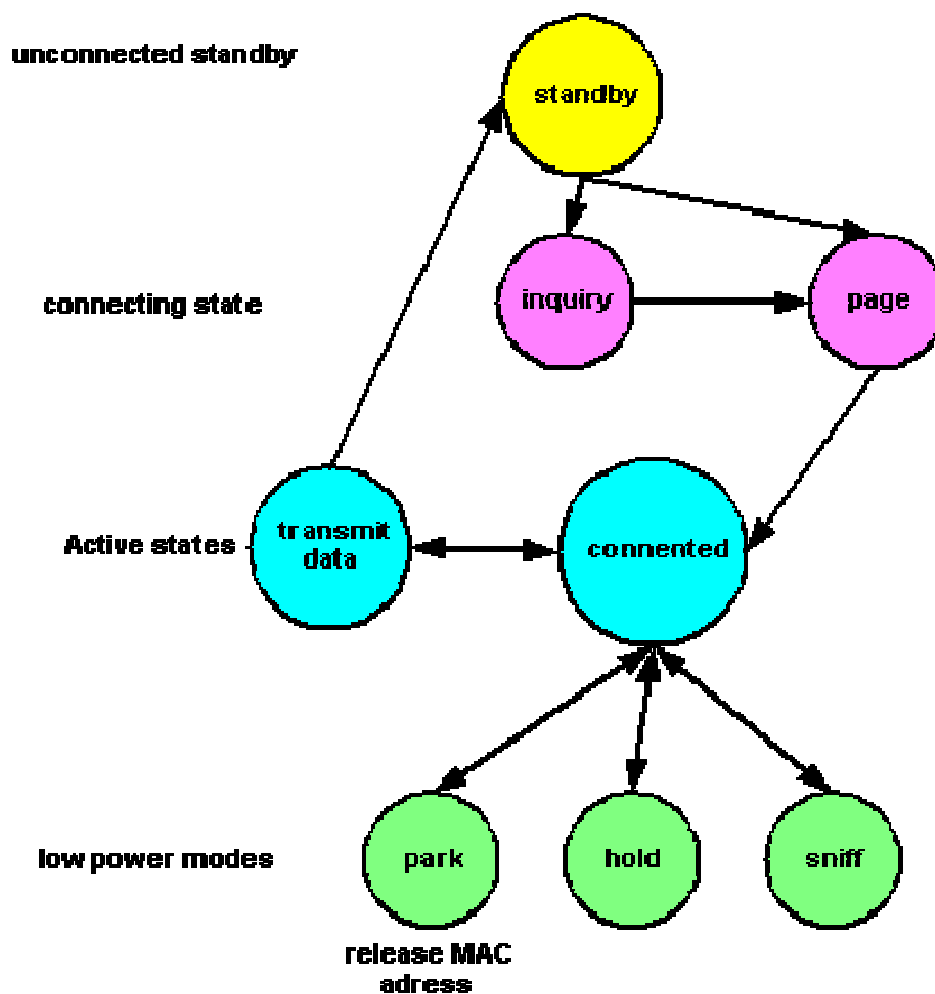 unconnected standby
standby
connecting state
inquiry
page
Active states
transmit
data
connented
low power modes
park
hold
sniff
release MAC
adress